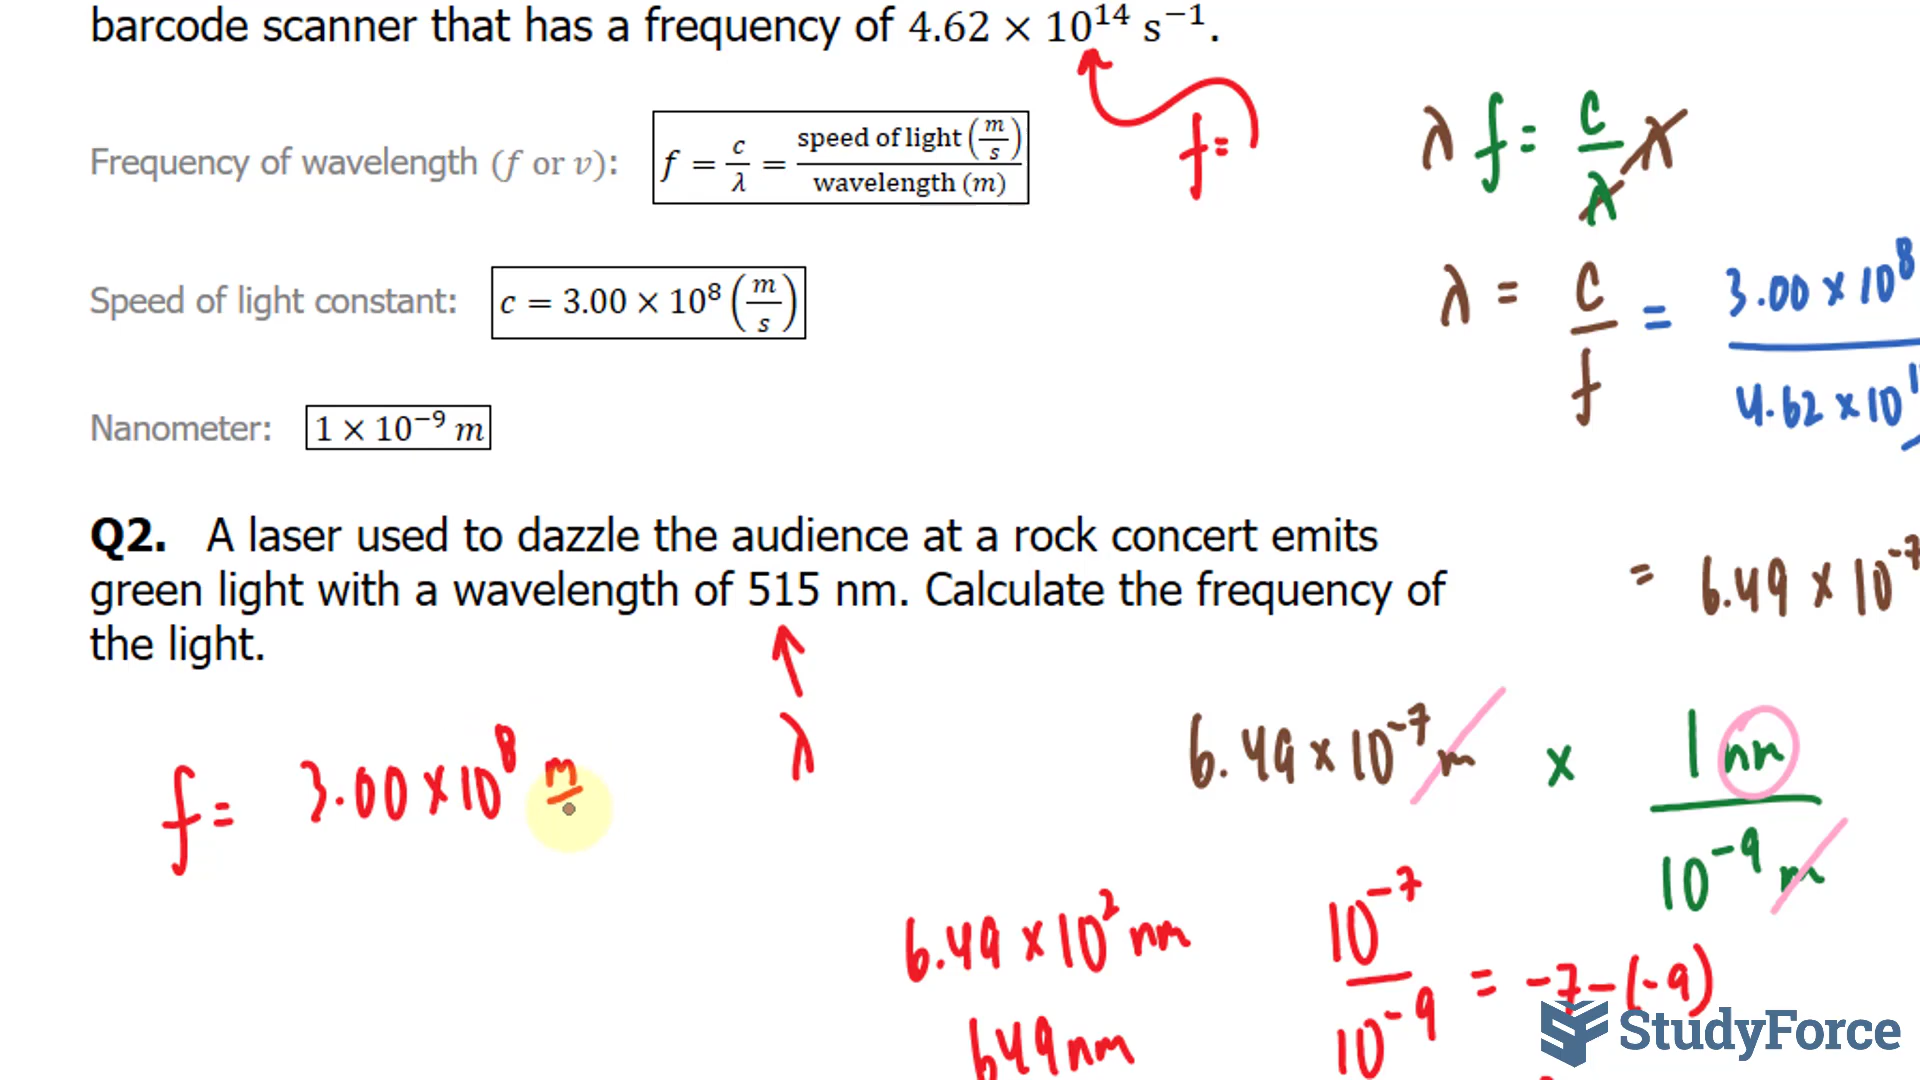 barcode scanner that has a frequency of 4.62 × 10¹⁴ s⁻¹.
f=
Frequency of wavelength (f or v): f = c/λ = speed of light (m/s) / wavelength (m)
λ f = c/λ λ
Speed of light constant: c = 3.00 × 10⁸ (m/s)
λ = c/f = 3.00 × 10⁸ / 4.62 × 10¹
Nanometer: 1 × 10⁻⁹ m
Q2. A laser used to dazzle the audience at a rock concert emits
green light with a wavelength of 515 nm. Calculate the frequency of
the light.
= 6.49 × 10⁻⁷
λ
f = 3.00 × 10⁸ m
6.49 × 10⁻⁷ m × 1 nm / 10⁻⁹ m
6.49 × 10² nm
10⁻⁷ / 10⁻⁹ = -7-(-9)
649 nm
StudyForce